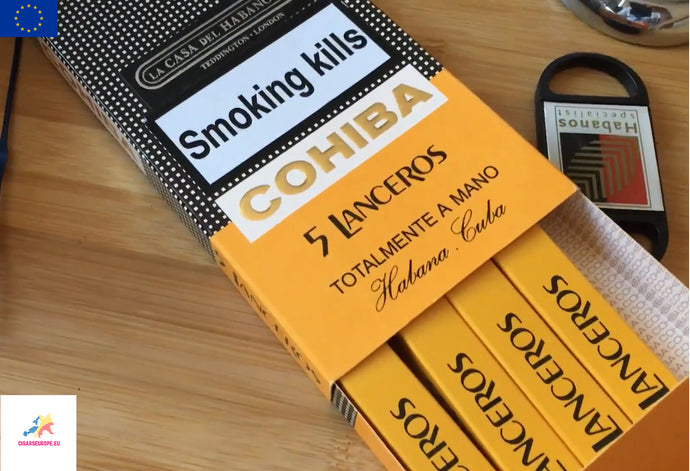 LA CASA DEL HABANO
TEDDINGTON · LONDON
Smoking kills
COHIBA
5 LANCEROS
TOTALMENTE A MANO
Habana . Cuba
Habanos
specialist
LANCEROS
LANCEROS
LANCEROS
LANCEROS
CIGARSEUROPE.EU